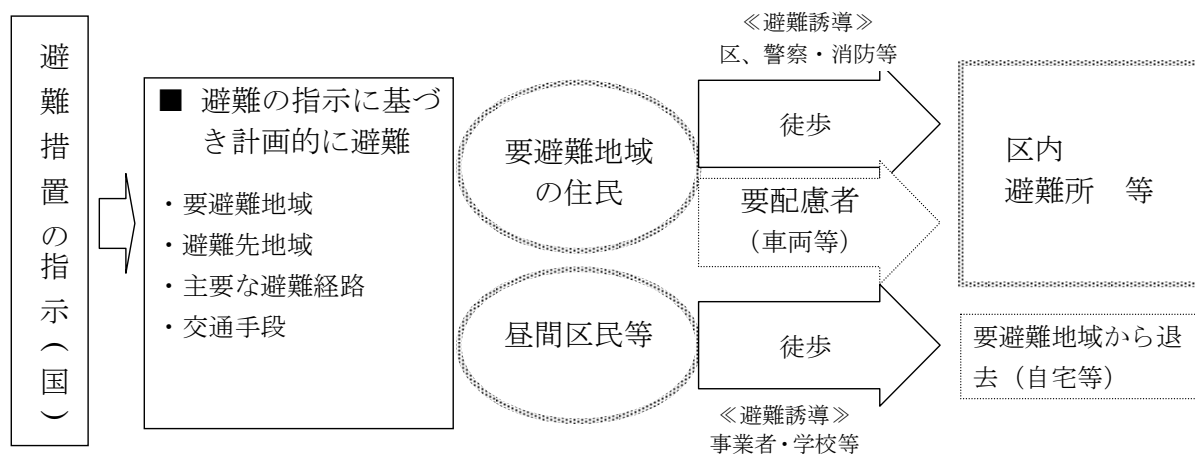 避難措置の指示（国）
■ 避難の指示に基づ
き計画的に避難
・要避難地域
・避難先地域
・主要な避難経路
・交通手段
要避難地域
の住民
昼間区民等
≪避難誘導≫
区、警察・消防等
徒歩
要配慮者
（車両等）
徒歩
≪避難誘導≫
事業者・学校等
区内
避難所　等
要避難地域から退
去（自宅等）